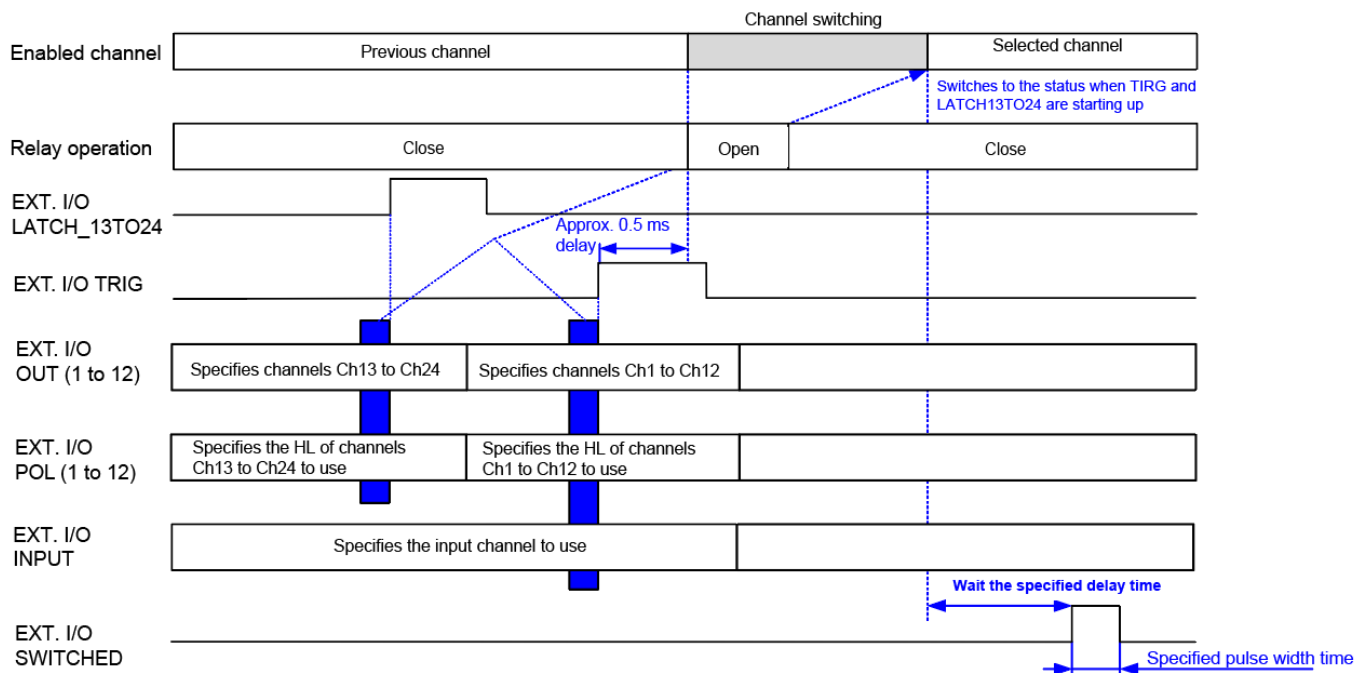 Channel switching
Enabled channel
Previous channel
Selected channel
Switches to the status when TIRG and
LATCH13TO24 are starting up
Relay operation
Close
Open
Close
EXT. I/O
LATCH_13TO24
Approx. 0.5 ms
delay
EXT. I/O TRIG
EXT. I/O
OUT (1 to 12)
Specifies channels Ch13 to Ch24
Specifies channels Ch1 to Ch12
EXT. I/O
POL (1 to 12)
Specifies the HL of channels
Ch13 to Ch24 to use
Specifies the HL of channels
Ch1 to Ch12 to use
EXT. I/O
INPUT
Specifies the input channel to use
Wait the specified delay time
EXT. I/O
SWITCHED
Specified pulse width time